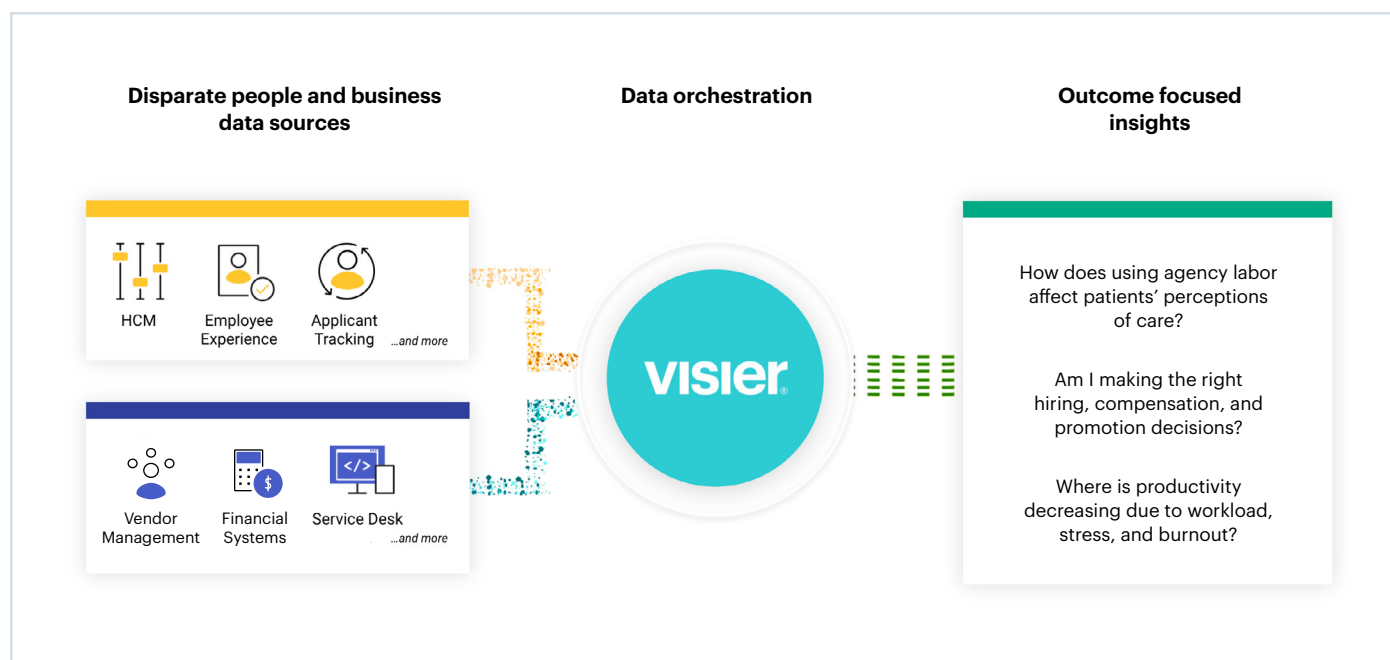 Disparate people and business
data sources
Data orchestration
Outcome focused
insights
HCM
Employee
Experience
Applicant
Tracking
...and more
Vendor
Management
Financial
Systems
</>
$
Service Desk
...and more
VISIER®
How does using agency labor
affect patients’ perceptions
of care?
Am I making the right
hiring, compensation, and
promotion decisions?
Where is productivity
decreasing due to workload,
stress, and burnout?